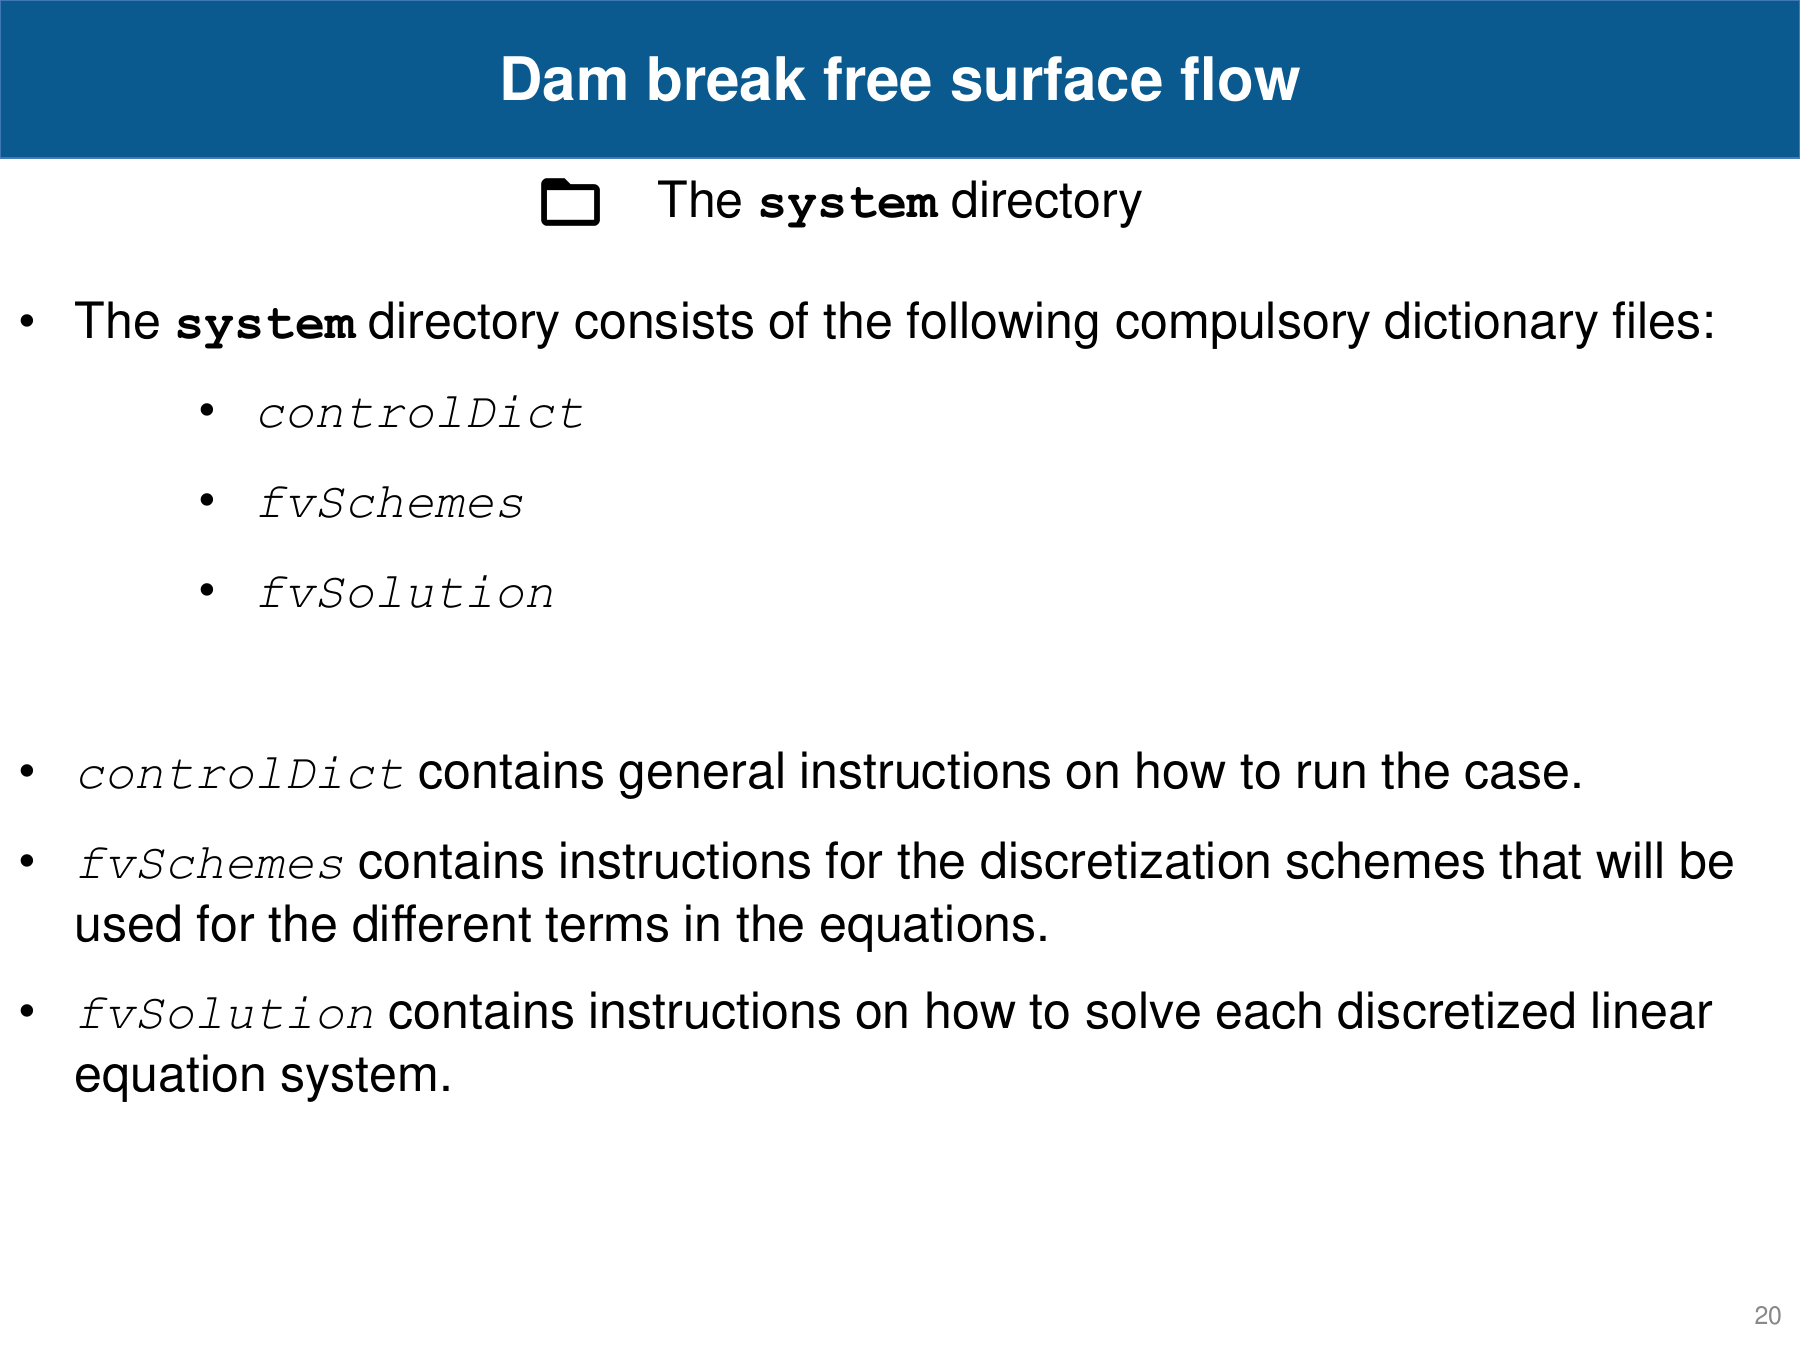 Dam break free surface flow
The system directory
• The system directory consists of the following compulsory dictionary files:
• controlDict
• fvSchemes
• fvSolution
• controlDict contains general instructions on how to run the case.
• fvSchemes contains instructions for the discretization schemes that will be
used for the different terms in the equations.
• fvSolution contains instructions on how to solve each discretized linear
equation system.
20